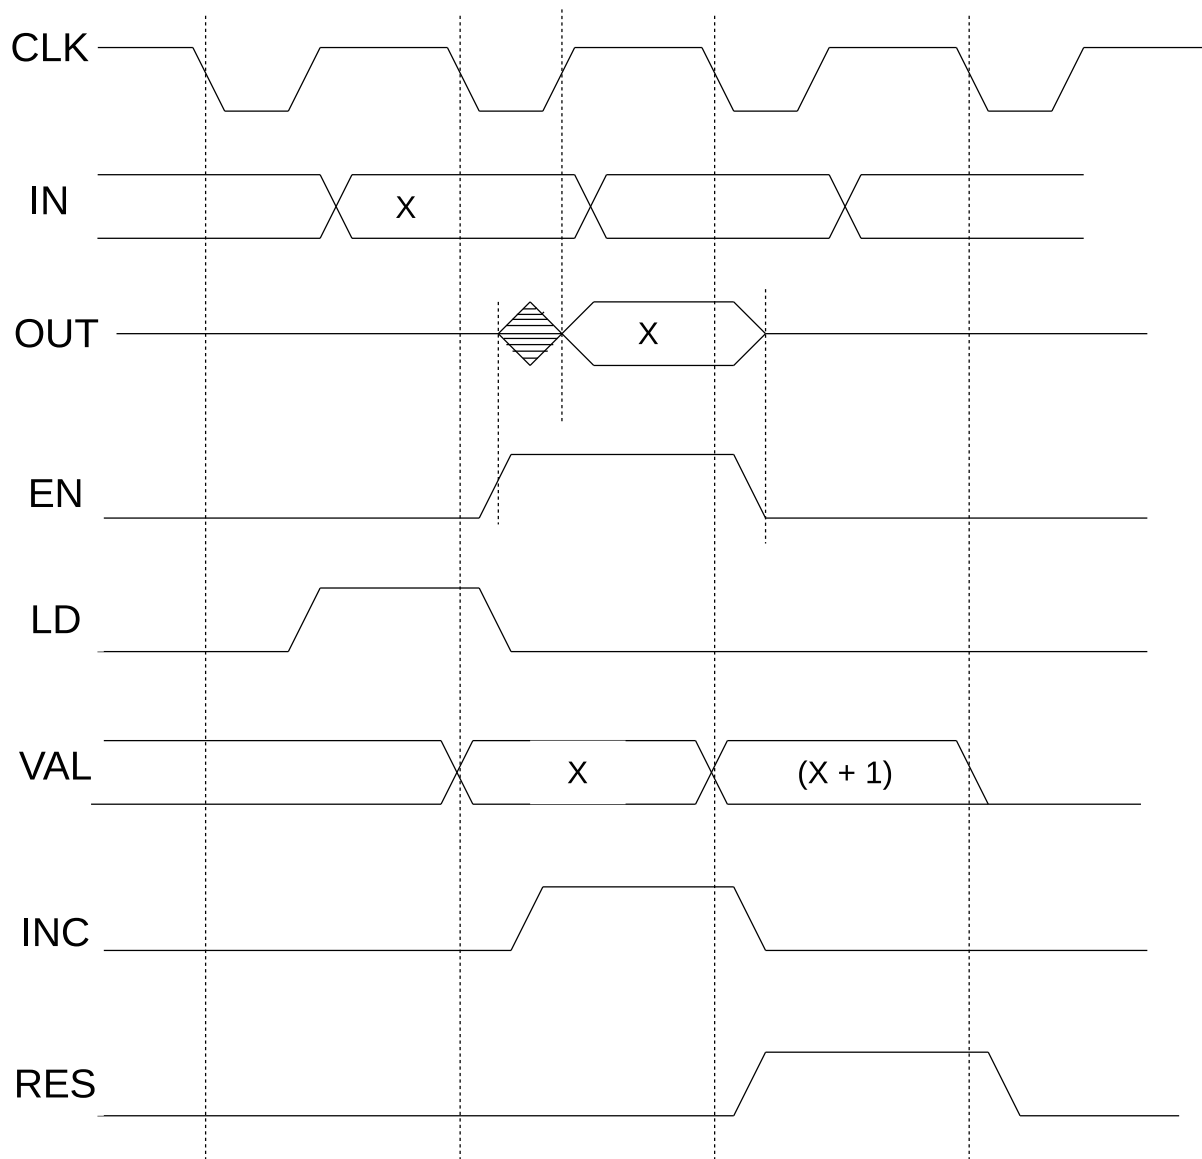 CLK
IN
X
OUT
X
EN
LD
VAL
X
(X + 1)
INC
RES